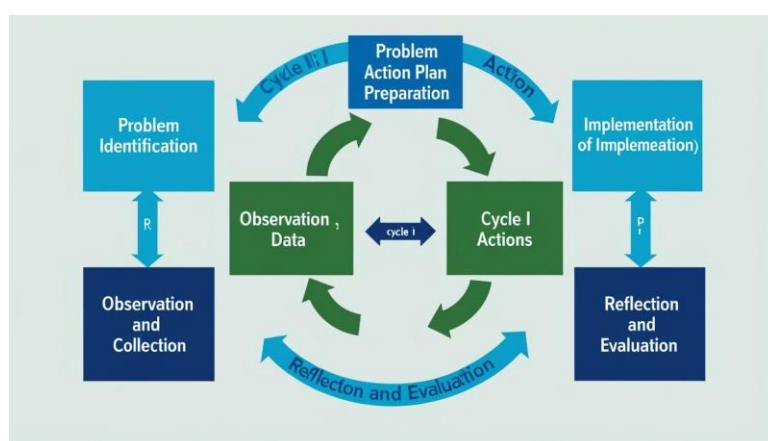 Problem
Action Plan
Preparation
Action
Problem
Identification
Implementation
of Implemeation)
Observation ,
Data
cycle i
Cycle I
Actions
R
P
Observation
and
Collection
Reflection
and
Evaluation
Reflecton and Evaluation